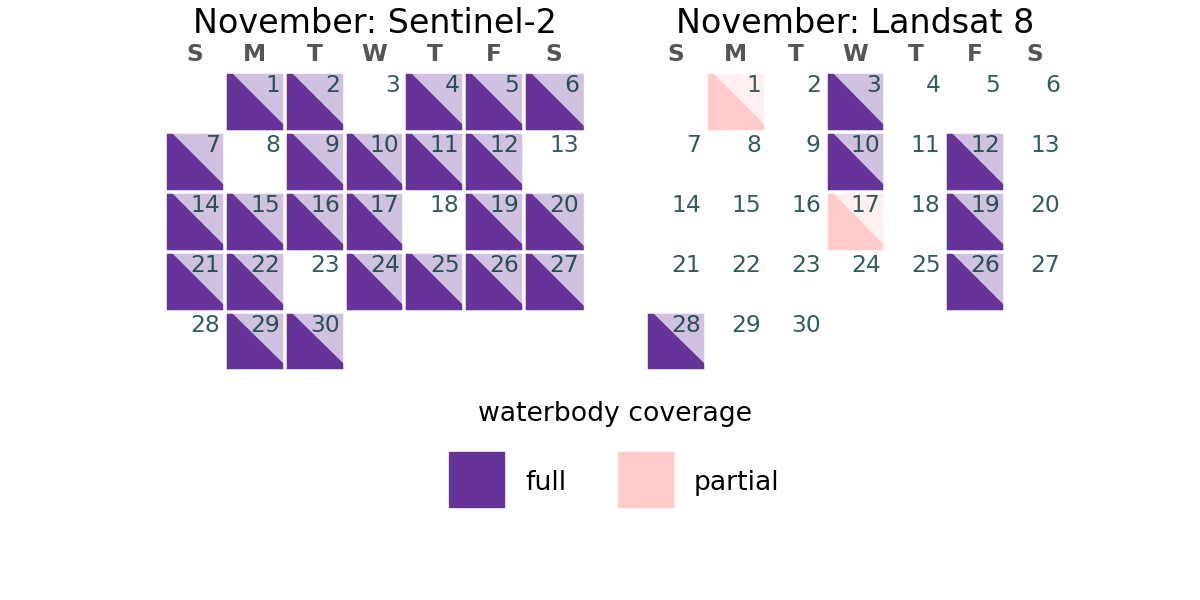 November: Sentinel-2
S M T W T F S
1 2 3 4 5 6
7 8 9 10 11 12 13
14 15 16 17 18 19 20
21 22 23 24 25 26 27
28 29 30
November: Landsat 8
S M T W T F S
1 2 3 4 5 6
7 8 9 10 11 12 13
14 15 16 17 18 19 20
21 22 23 24 25 26 27
28 29 30
waterbody coverage
full partial